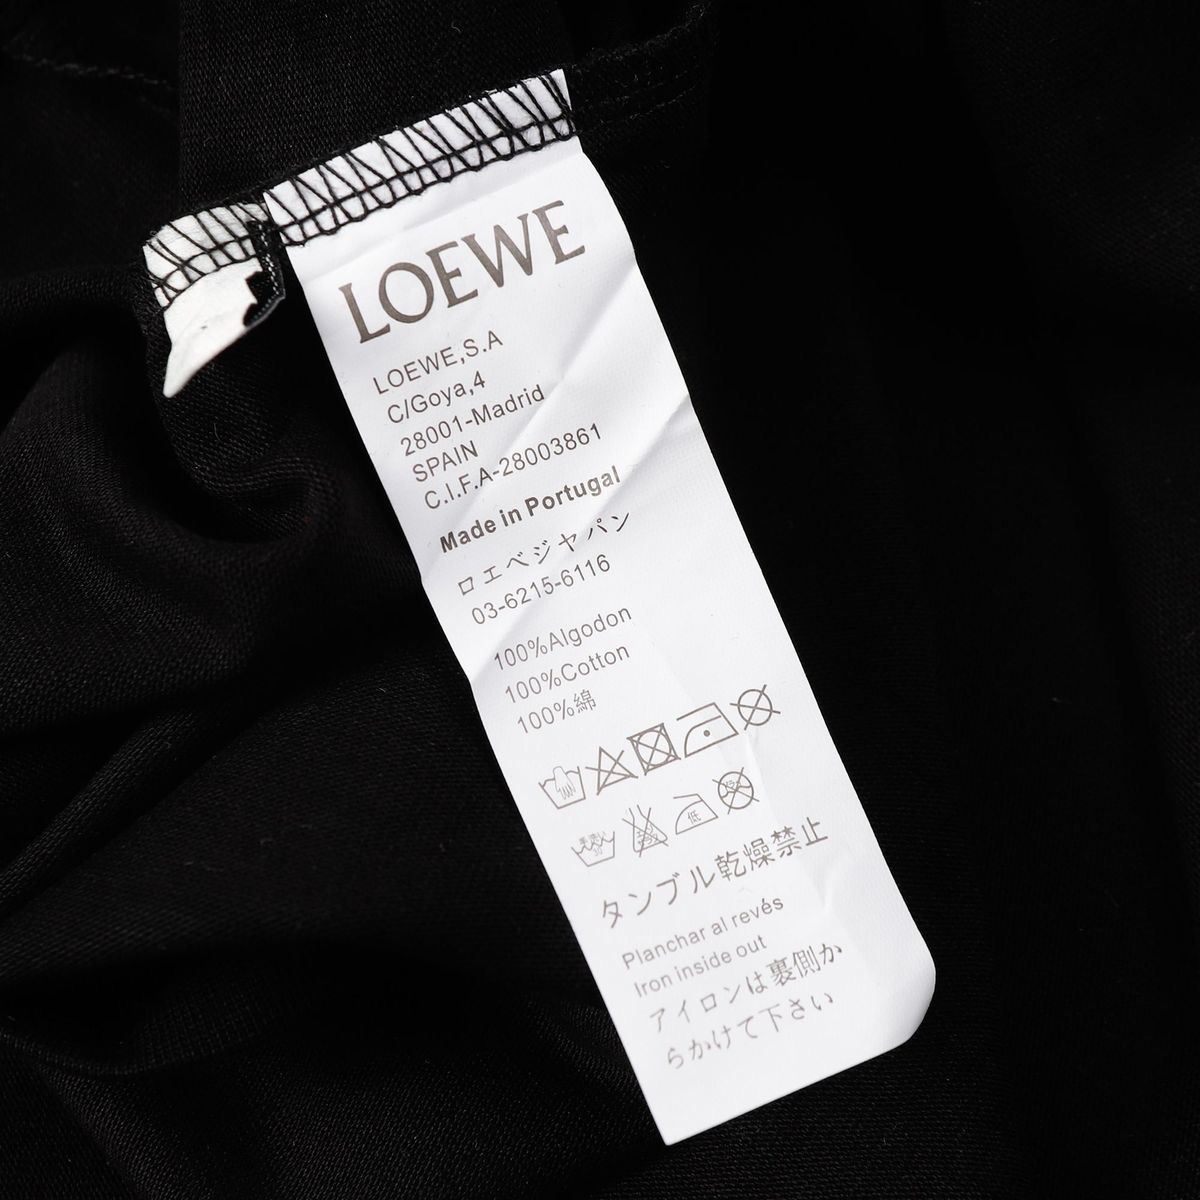 LOEWE
LOEWE,S.A
C/Goya,4
28001-Madrid
SPAIN
C.I.F.A-28003861
Made in Portugal
ロエベジャパン
03-6215-6116
100%Algodon
100%Cotton
100%綿
低
タンブル乾燥禁止
Planchar al revés
Iron inside out
アイロンは裏側か
らかけて下さい